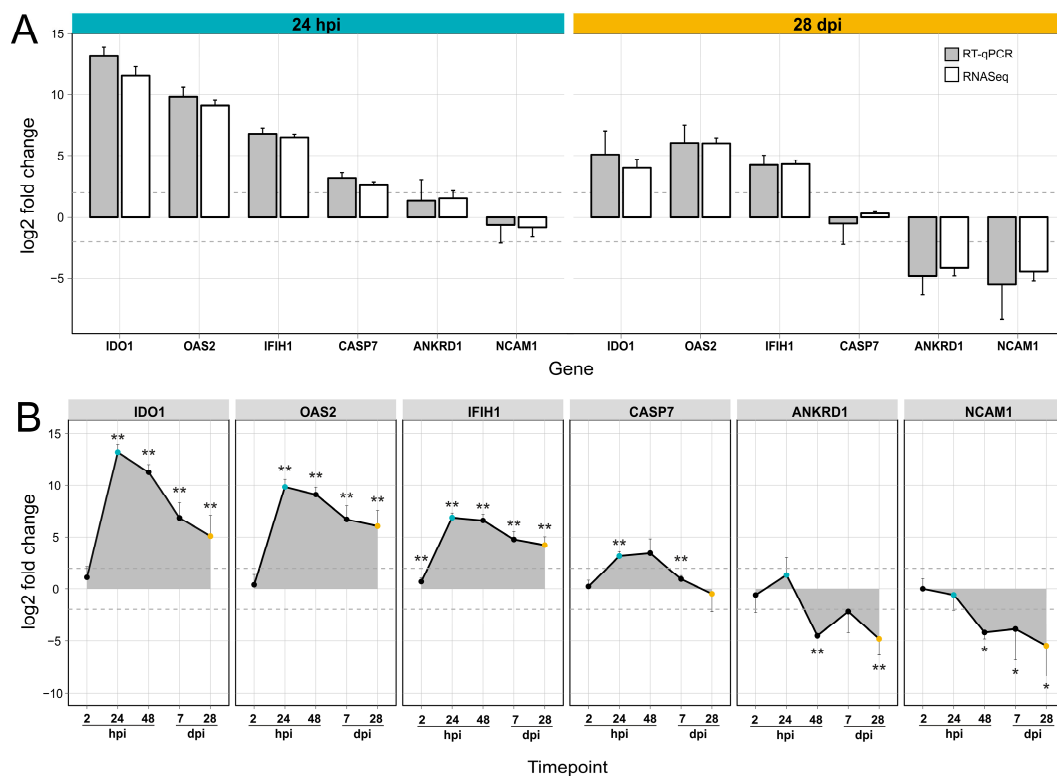 A
24 hpi 28 dpi
log2 fold change
15
10
5
0
−5
RT-qPCR
RNASeq
IDO1 OAS2 IFIH1 CASP7 ANKRD1 NCAM1 IDO1 OAS2 IFIH1 CASP7 ANKRD1 NCAM1
Gene
B
IDO1 OAS2 IFIH1 CASP7 ANKRD1 NCAM1
log2 fold change
15
10
5
0
−5
−10
** ** ** **
** ** ** **
** ** ** ** **
** **
** **
* * *
2 24 48 7 28 2 24 48 7 28 2 24 48 7 28 2 24 48 7 28 2 24 48 7 28 2 24 48 7 28
hpi dpi hpi dpi hpi dpi hpi dpi hpi dpi hpi dpi
Timepoint